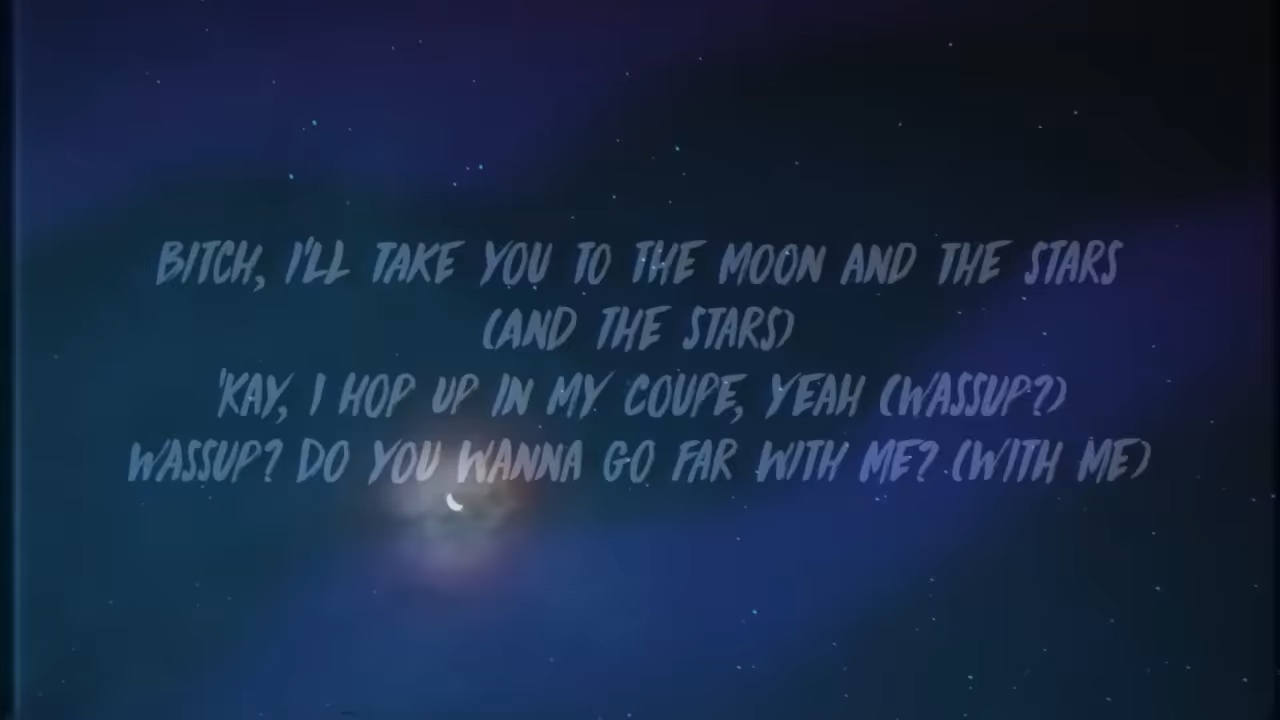 BITCH, I'LL TAKE YOU TO THE MOON AND THE STARS
(AND THE STARS)
'KAY, I HOP UP IN MY COUPE, YEAH (WASSUP?)
WASSUP? DO YOU WANNA GO FAR WITH ME? (WITH ME)